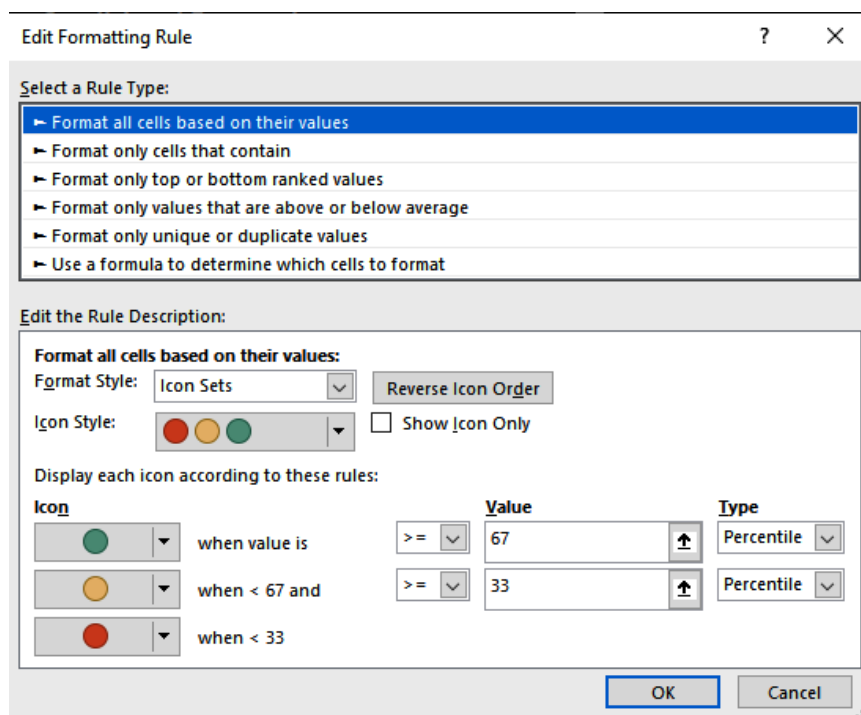 Edit Formatting Rule ?
Select a Rule Type:
► Format all cells based on their values
► Format only cells that contain
► Format only top or bottom ranked values
► Format only values that are above or below average
► Format only unique or duplicate values
► Use a formula to determine which cells to format
Edit the Rule Description:
Format all cells based on their values:
Format Style: Icon Sets Reverse Icon Order
Icon Style: Show Icon Only
Display each icon according to these rules:
Icon Value Type
when value is >= 67 Percentile
when < 67 and >= 33 Percentile
when < 33
OK Cancel